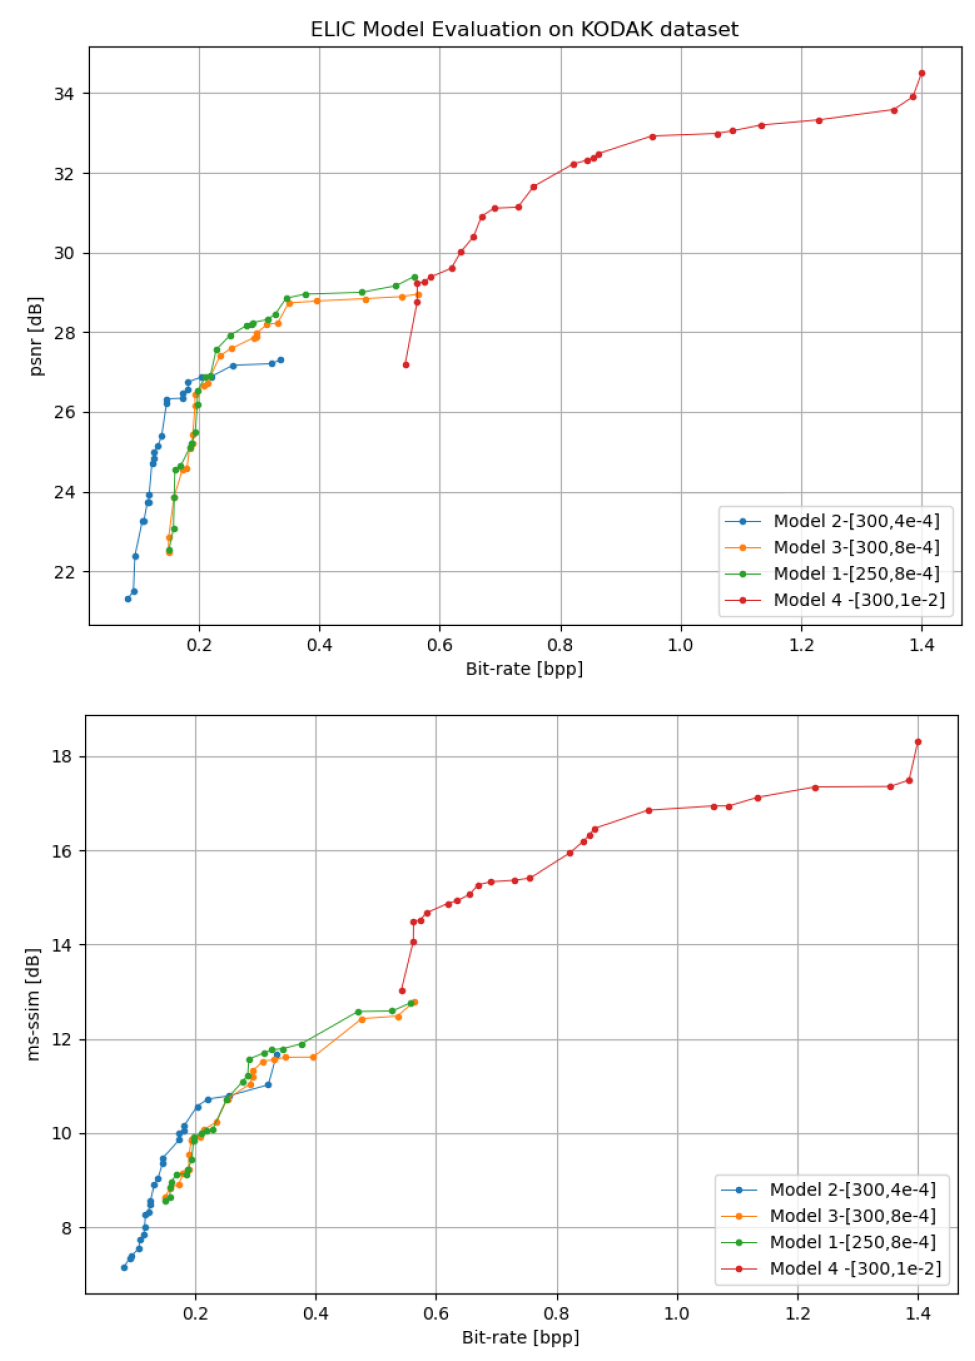 ELIC Model Evaluation on KODAK dataset
34
32
30
28
26
24
22
psnr [dB]
Model 2-[300,4e-4]
Model 3-[300,8e-4]
Model 1-[250,8e-4]
Model 4 -[300,1e-2]
0.2 0.4 0.6 0.8 1.0 1.2 1.4
Bit-rate [bpp]
18
16
14
12
10
8
ms-ssim [dB]
Model 2-[300,4e-4]
Model 3-[300,8e-4]
Model 1-[250,8e-4]
Model 4 -[300,1e-2]
0.2 0.4 0.6 0.8 1.0 1.2 1.4
Bit-rate [bpp]